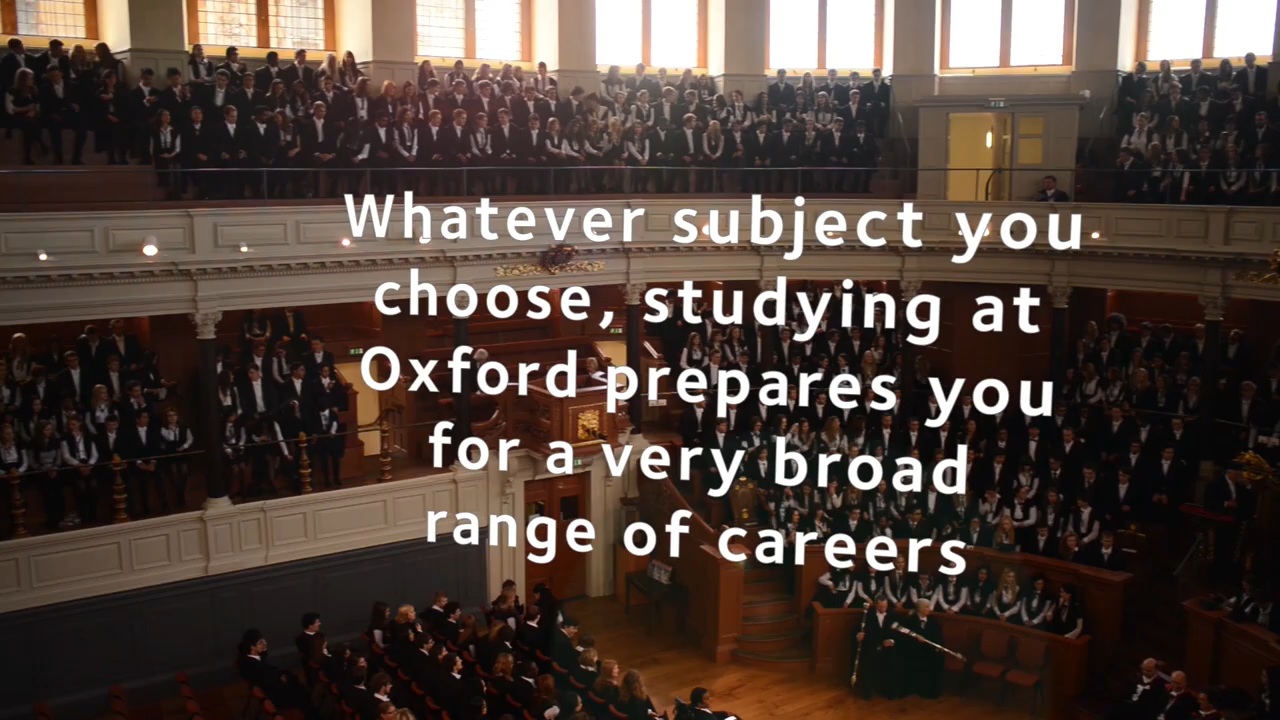 Whatever subject you
choose, studying at
Oxford prepares you
for a very broad
range of careers